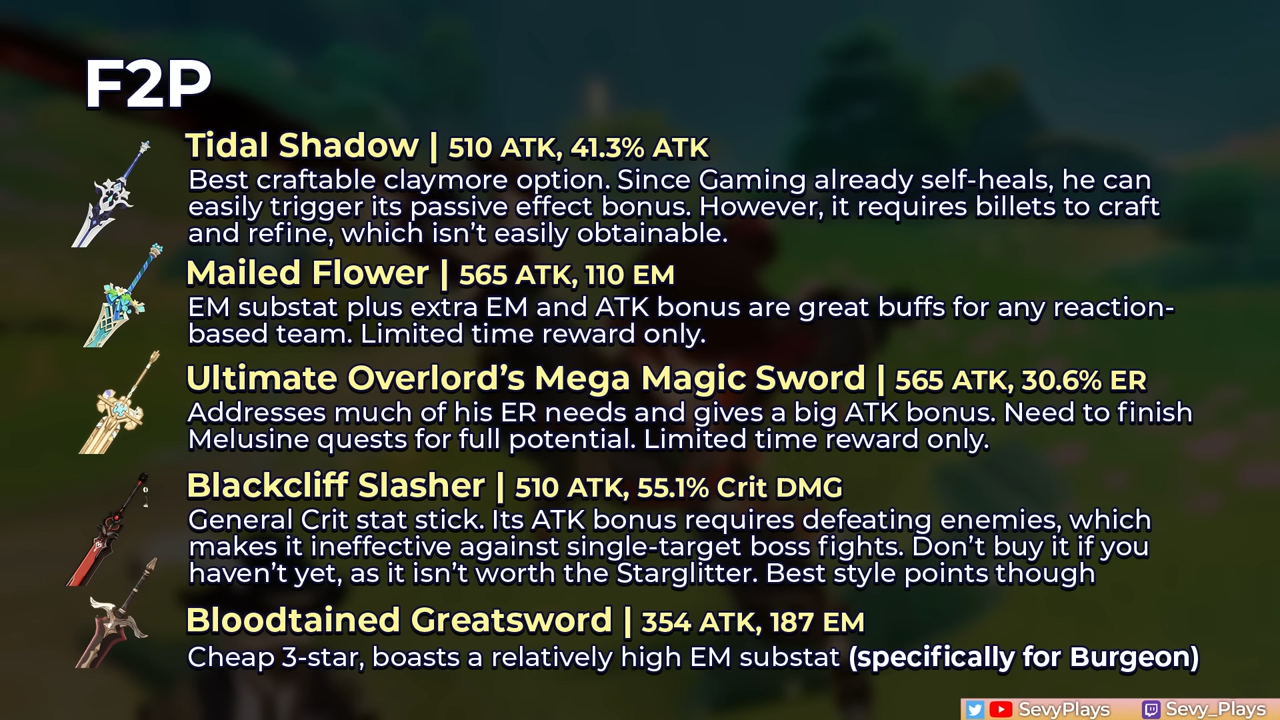 F2P
Tidal Shadow | 510 ATK, 41.3% ATK
Best craftable claymore option. Since Gaming already self-heals, he can
easily trigger its passive effect bonus. However, it requires billets to craft
and refine, which isn’t easily obtainable.
Mailed Flower | 565 ATK, 110 EM
EM substat plus extra EM and ATK bonus are great buffs for any reaction-
based team. Limited time reward only.
Ultimate Overlord’s Mega Magic Sword | 565 ATK, 30.6% ER
Addresses much of his ER needs and gives a big ATK bonus. Need to finish
Melusine quests for full potential. Limited time reward only.
Blackcliff Slasher | 510 ATK, 55.1% Crit DMG
General Crit stat stick. Its ATK bonus requires defeating enemies, which
makes it ineffective against single-target boss fights. Don’t buy it if you
haven’t yet, as it isn’t worth the Starglitter. Best style points though
Bloodtained Greatsword | 354 ATK, 187 EM
Cheap 3-star, boasts a relatively high EM substat (specifically for Burgeon)
SevyPlays Sevy_Plays